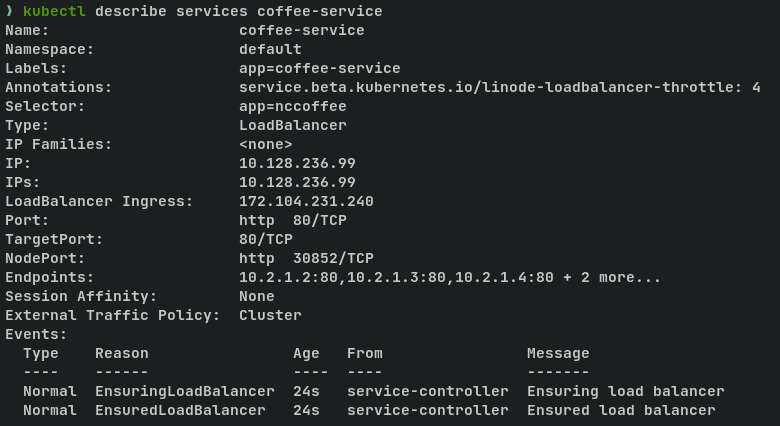 ❯ kubectl describe services coffee-service
Name:                     coffee-service
Namespace:                default
Labels:                   app=coffee-service
Annotations:              service.beta.kubernetes.io/linode-loadbalancer-throttle: 4
Selector:                 app=nccoffee
Type:                     LoadBalancer
IP Families:              <none>
IP:                       10.128.236.99
IPs:                      10.128.236.99
LoadBalancer Ingress:     172.104.231.240
Port:                     http  80/TCP
TargetPort:               80/TCP
NodePort:                 http  30852/TCP
Endpoints:                10.2.1.2:80,10.2.1.3:80,10.2.1.4:80 + 2 more...
Session Affinity:         None
External Traffic Policy:  Cluster
Events:
  Type    Reason                Age   From                Message
  ----    ------                ----  ----                -------
  Normal  EnsuringLoadBalancer  24s   service-controller  Ensuring load balancer
  Normal  EnsuredLoadBalancer   24s   service-controller  Ensured load balancer